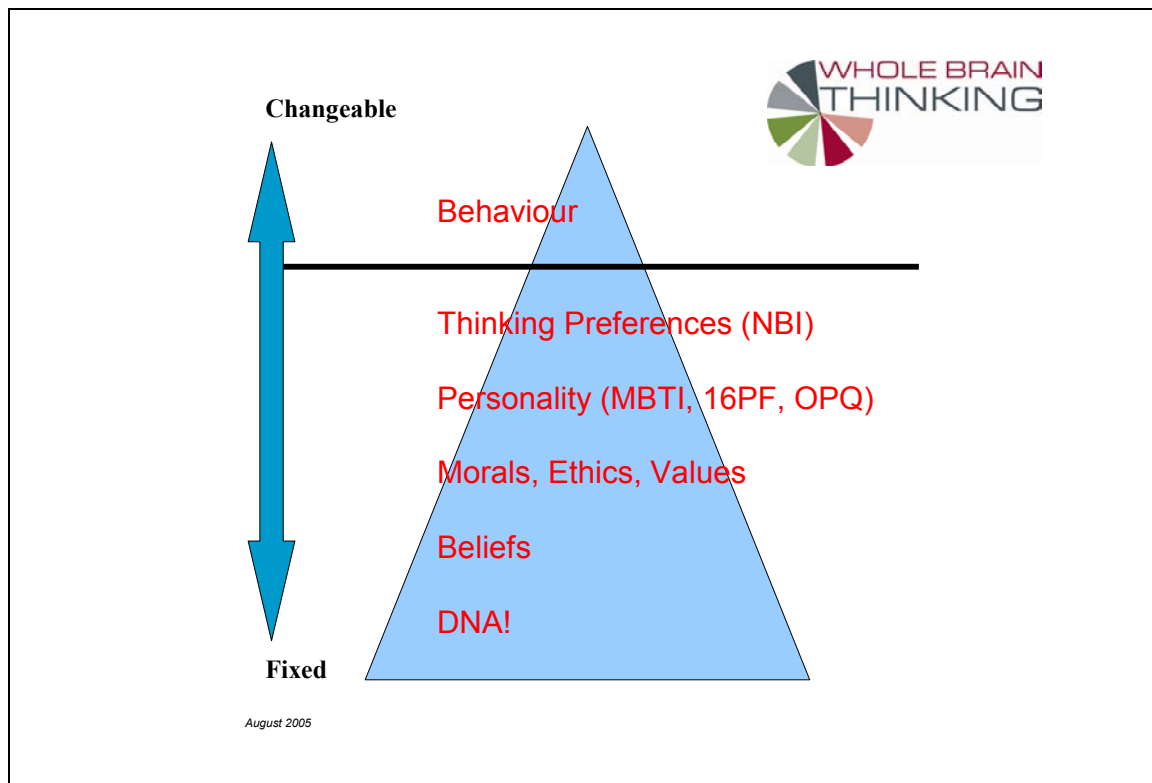 WHOLE BRAIN
THINKING
Changeable
Behaviour
Thinking Preferences (NBI)
Personality (MBTI, 16PF, OPQ)
Morals, Ethics, Values
Beliefs
DNA!
Fixed
August 2005